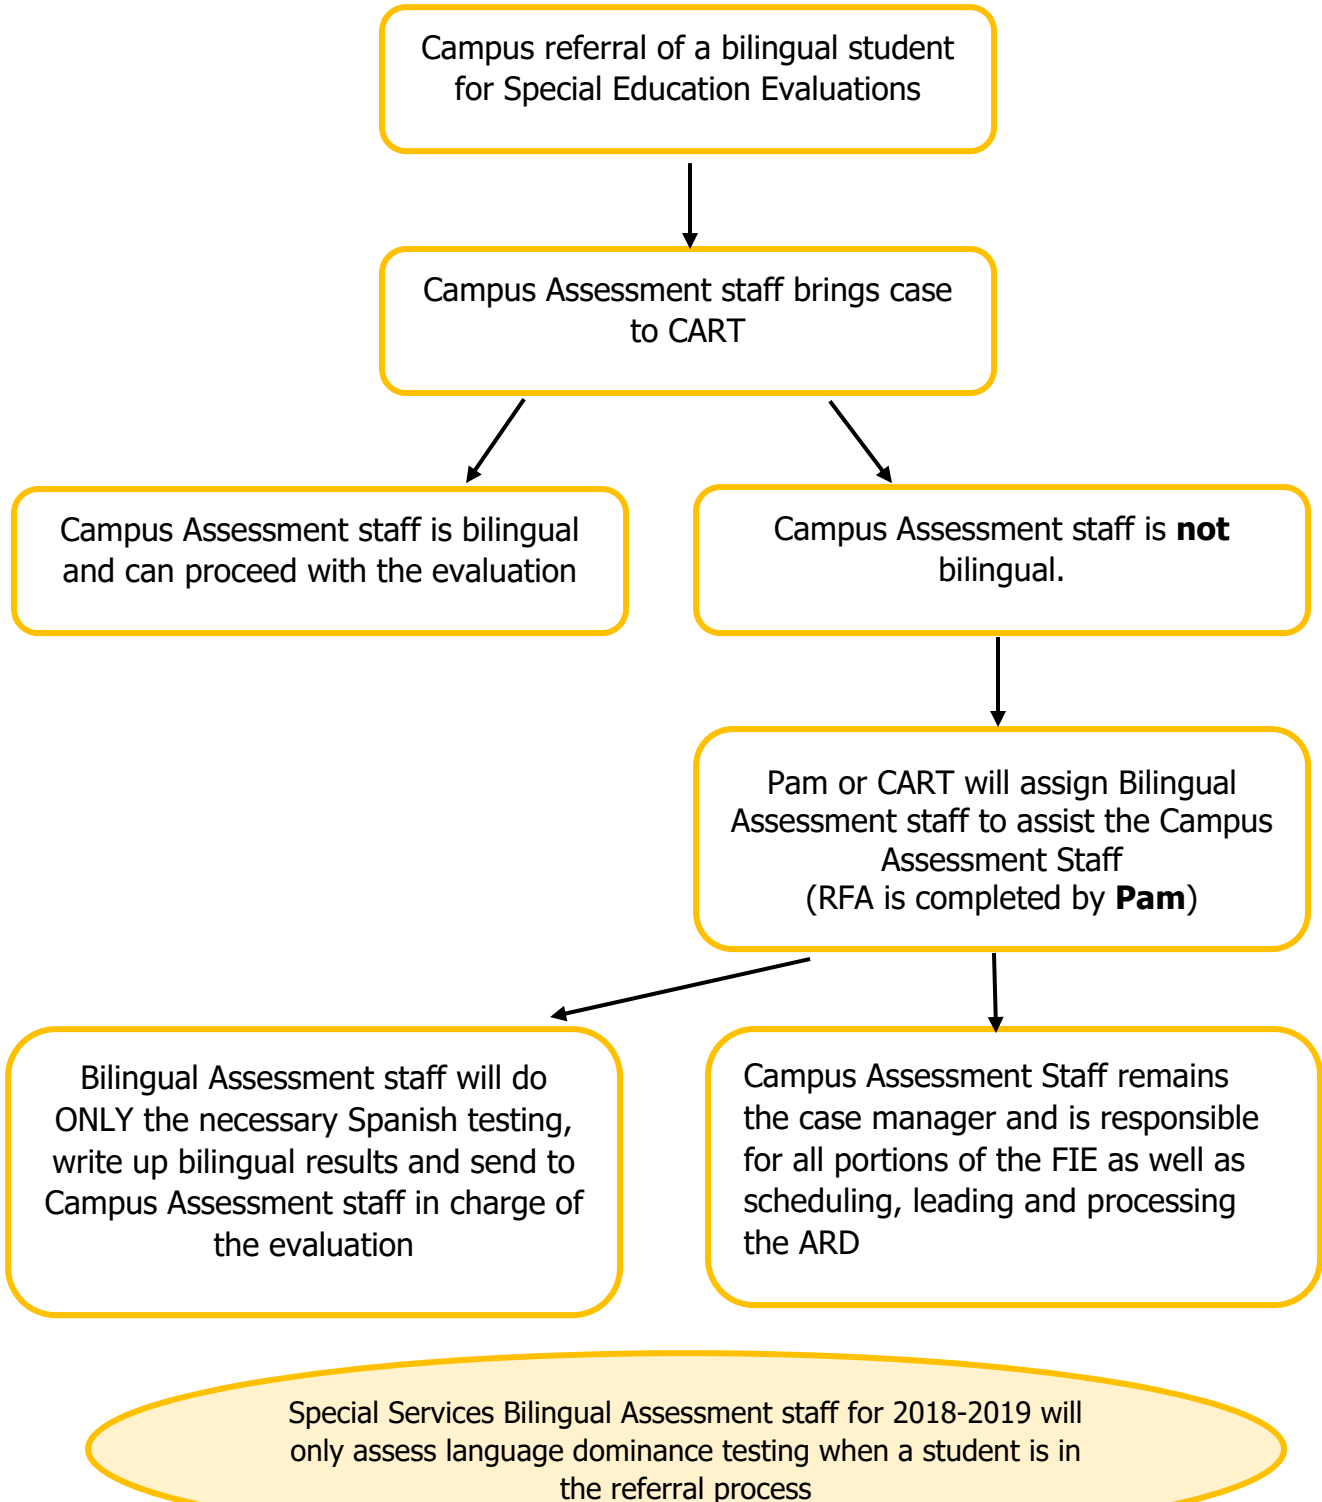 Campus referral of a bilingual student
for Special Education Evaluations
Campus Assessment staff brings case
to CART
Campus Assessment staff is bilingual
and can proceed with the evaluation
Campus Assessment staff is not
bilingual.
Pam or CART will assign Bilingual
Assessment staff to assist the Campus
Assessment Staff
(RFA is completed by Pam)
Bilingual Assessment staff will do
ONLY the necessary Spanish testing,
write up bilingual results and send to
Campus Assessment staff in charge of
the evaluation
Campus Assessment Staff remains
the case manager and is responsible
for all portions of the FIE as well as
scheduling, leading and processing
the ARD
Special Services Bilingual Assessment staff for 2018-2019 will
only assess language dominance testing when a student is in
the referral process